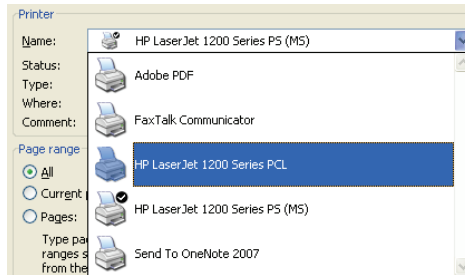 Printer
Name: HP LaserJet 1200 Series PS (MS)
Status:
Type:
Where:
Comment:
Adobe PDF
FaxTalk Communicator
HP LaserJet 1200 Series PCL
HP LaserJet 1200 Series PS (MS)
Send To OneNote 2007
Page range
All
Current
Pages:
Type
ranges
from the